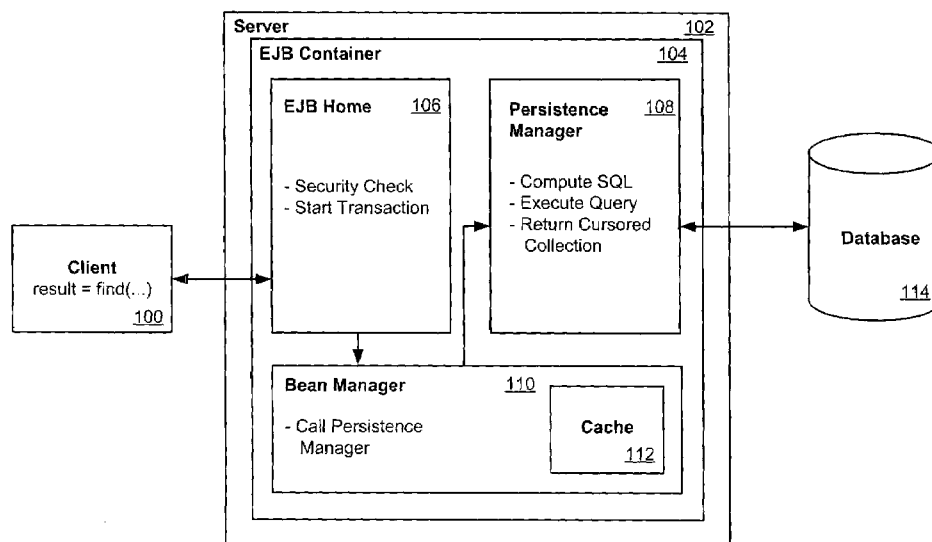 Server 102
EJB Container 104
EJB Home 106
- Security Check
- Start Transaction
Persistence 108
Manager
- Compute SQL
- Execute Query
- Return Cursored
Collection
Client
result = find(...)
100
Database
114
Bean Manager 110
- Call Persistence
Manager
Cache
112